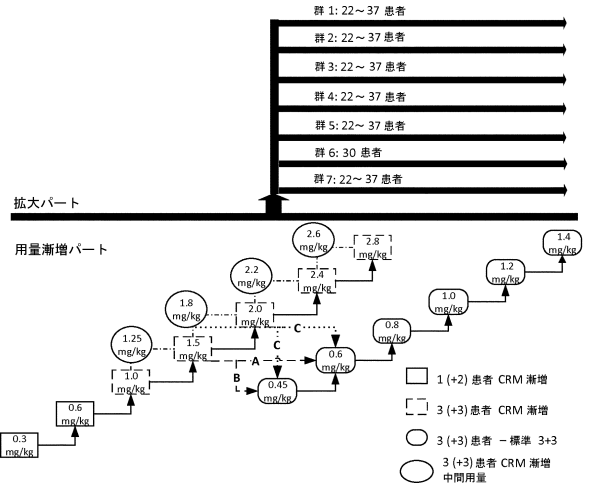 群 1: 22～ 37 患者
群 2: 22～ 37 患者
群 3: 22～ 37 患者
群 4: 22～ 37 患者
群 5: 22～ 37 患者
群 6: 30 患者
群 7: 22～ 37 患者
拡大パート
用量漸増パート
2.6
mg/kg
2.8
mg/kg
1.4
mg/kg
2.2
mg/kg
2.4
mg/kg
1.2
mg/kg
1.8
mg/kg
2.0
mg/kg
1.0
mg/kg
1.25
mg/kg
1.5
mg/kg
C
C
0.8
mg/kg
A
0.6
mg/kg
1.0
mg/kg
B
0.45
mg/kg
0.6
mg/kg
0.3
mg/kg
1 (+2) 患者 CRM 漸増
3 (+3) 患者 CRM 漸増
3 (+3) 患者 – 標準 3+3
3 (+3) 患者 CRM 漸増
中間用量